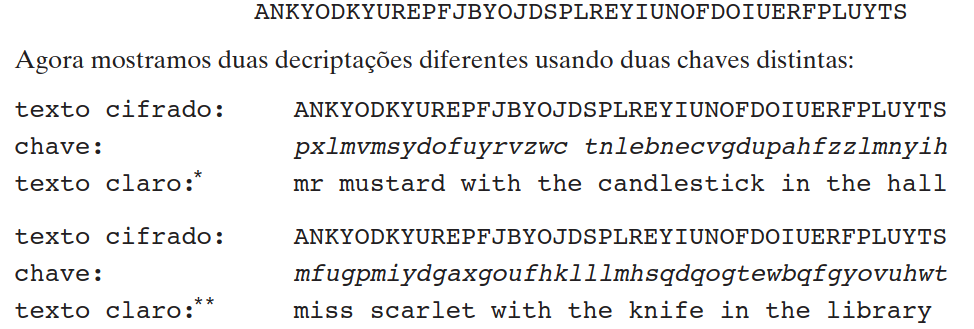 ANKYODKYUREPFJBYOJDSPLREYIUNOFDOIUERFPLUYTS
Agora mostramos duas decriptações diferentes usando duas chaves distintas:
texto cifrado: ANKYODKYUREPFJBYOJDSPLREYIUNOFDOIUERFPLUYTS
chave: pxlmvmsydofuyrvzwc tnlebnecvgdupahfzzlmnyih
texto claro:* mr mustard with the candlestick in the hall
texto cifrado: ANKYODKYUREPFJBYOJDSPLREYIUNOFDOIUERFPLUYTS
chave: mfugpmiydgaxgoufhklllmhsqdqogtewbqfgyovuhwt
texto claro:** miss scarlet with the knife in the library